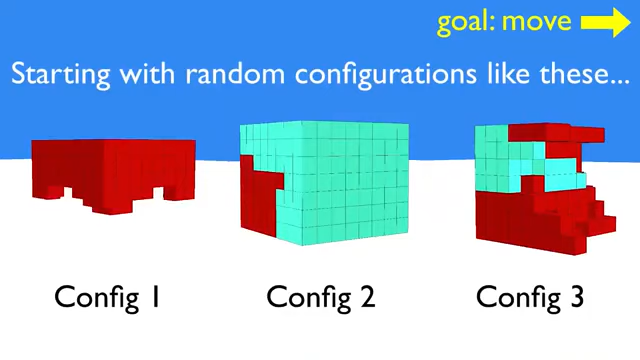 goal: move
Starting with random configurations like these...
Config 1
Config 2
Config 3